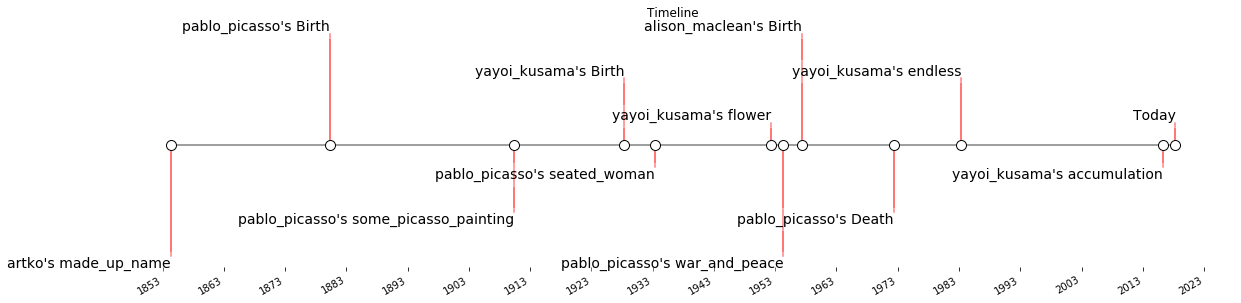 Timeline
pablo_picasso's Birth
alison_maclean's Birth
yayoi_kusama's Birth
yayoi_kusama's endless
yayoi_kusama's flower
Today
pablo_picasso's seated_woman
yayoi_kusama's accumulation
pablo_picasso's some_picasso_painting
pablo_picasso's Death
artko's made_up_name
pablo_picasso's war_and_peace
1853
1863
1873
1883
1893
1903
1913
1923
1933
1943
1953
1963
1973
1983
1993
2003
2013
2023